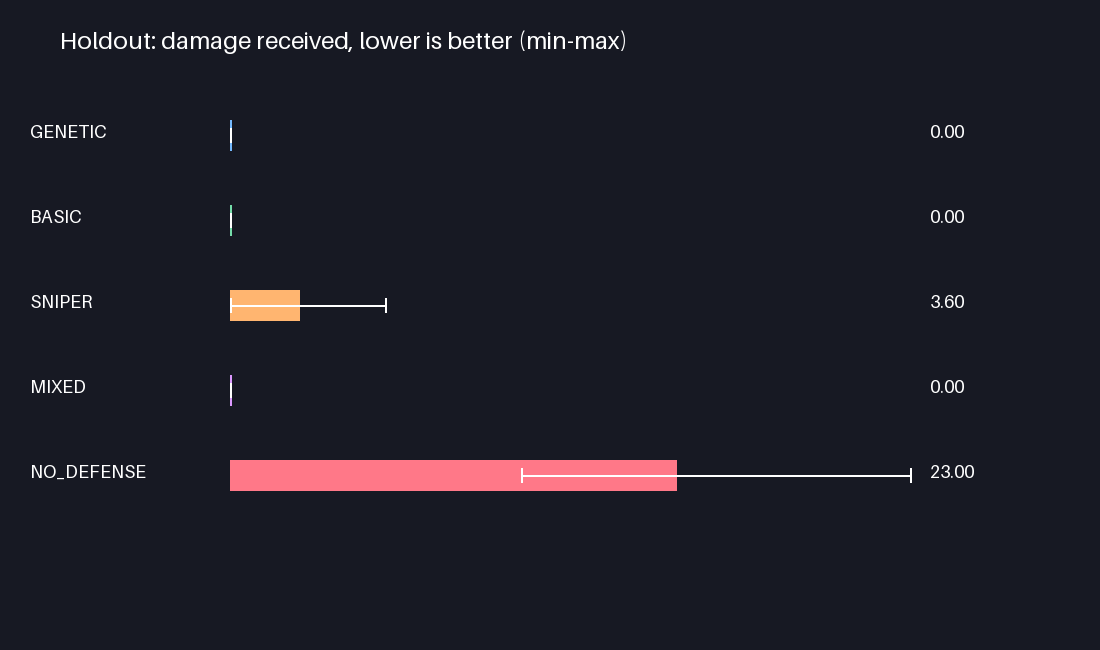 Holdout: damage received, lower is better (min-max)
GENETIC 0.00
BASIC 0.00
SNIPER 3.60
MIXED 0.00
NO_DEFENSE 23.00